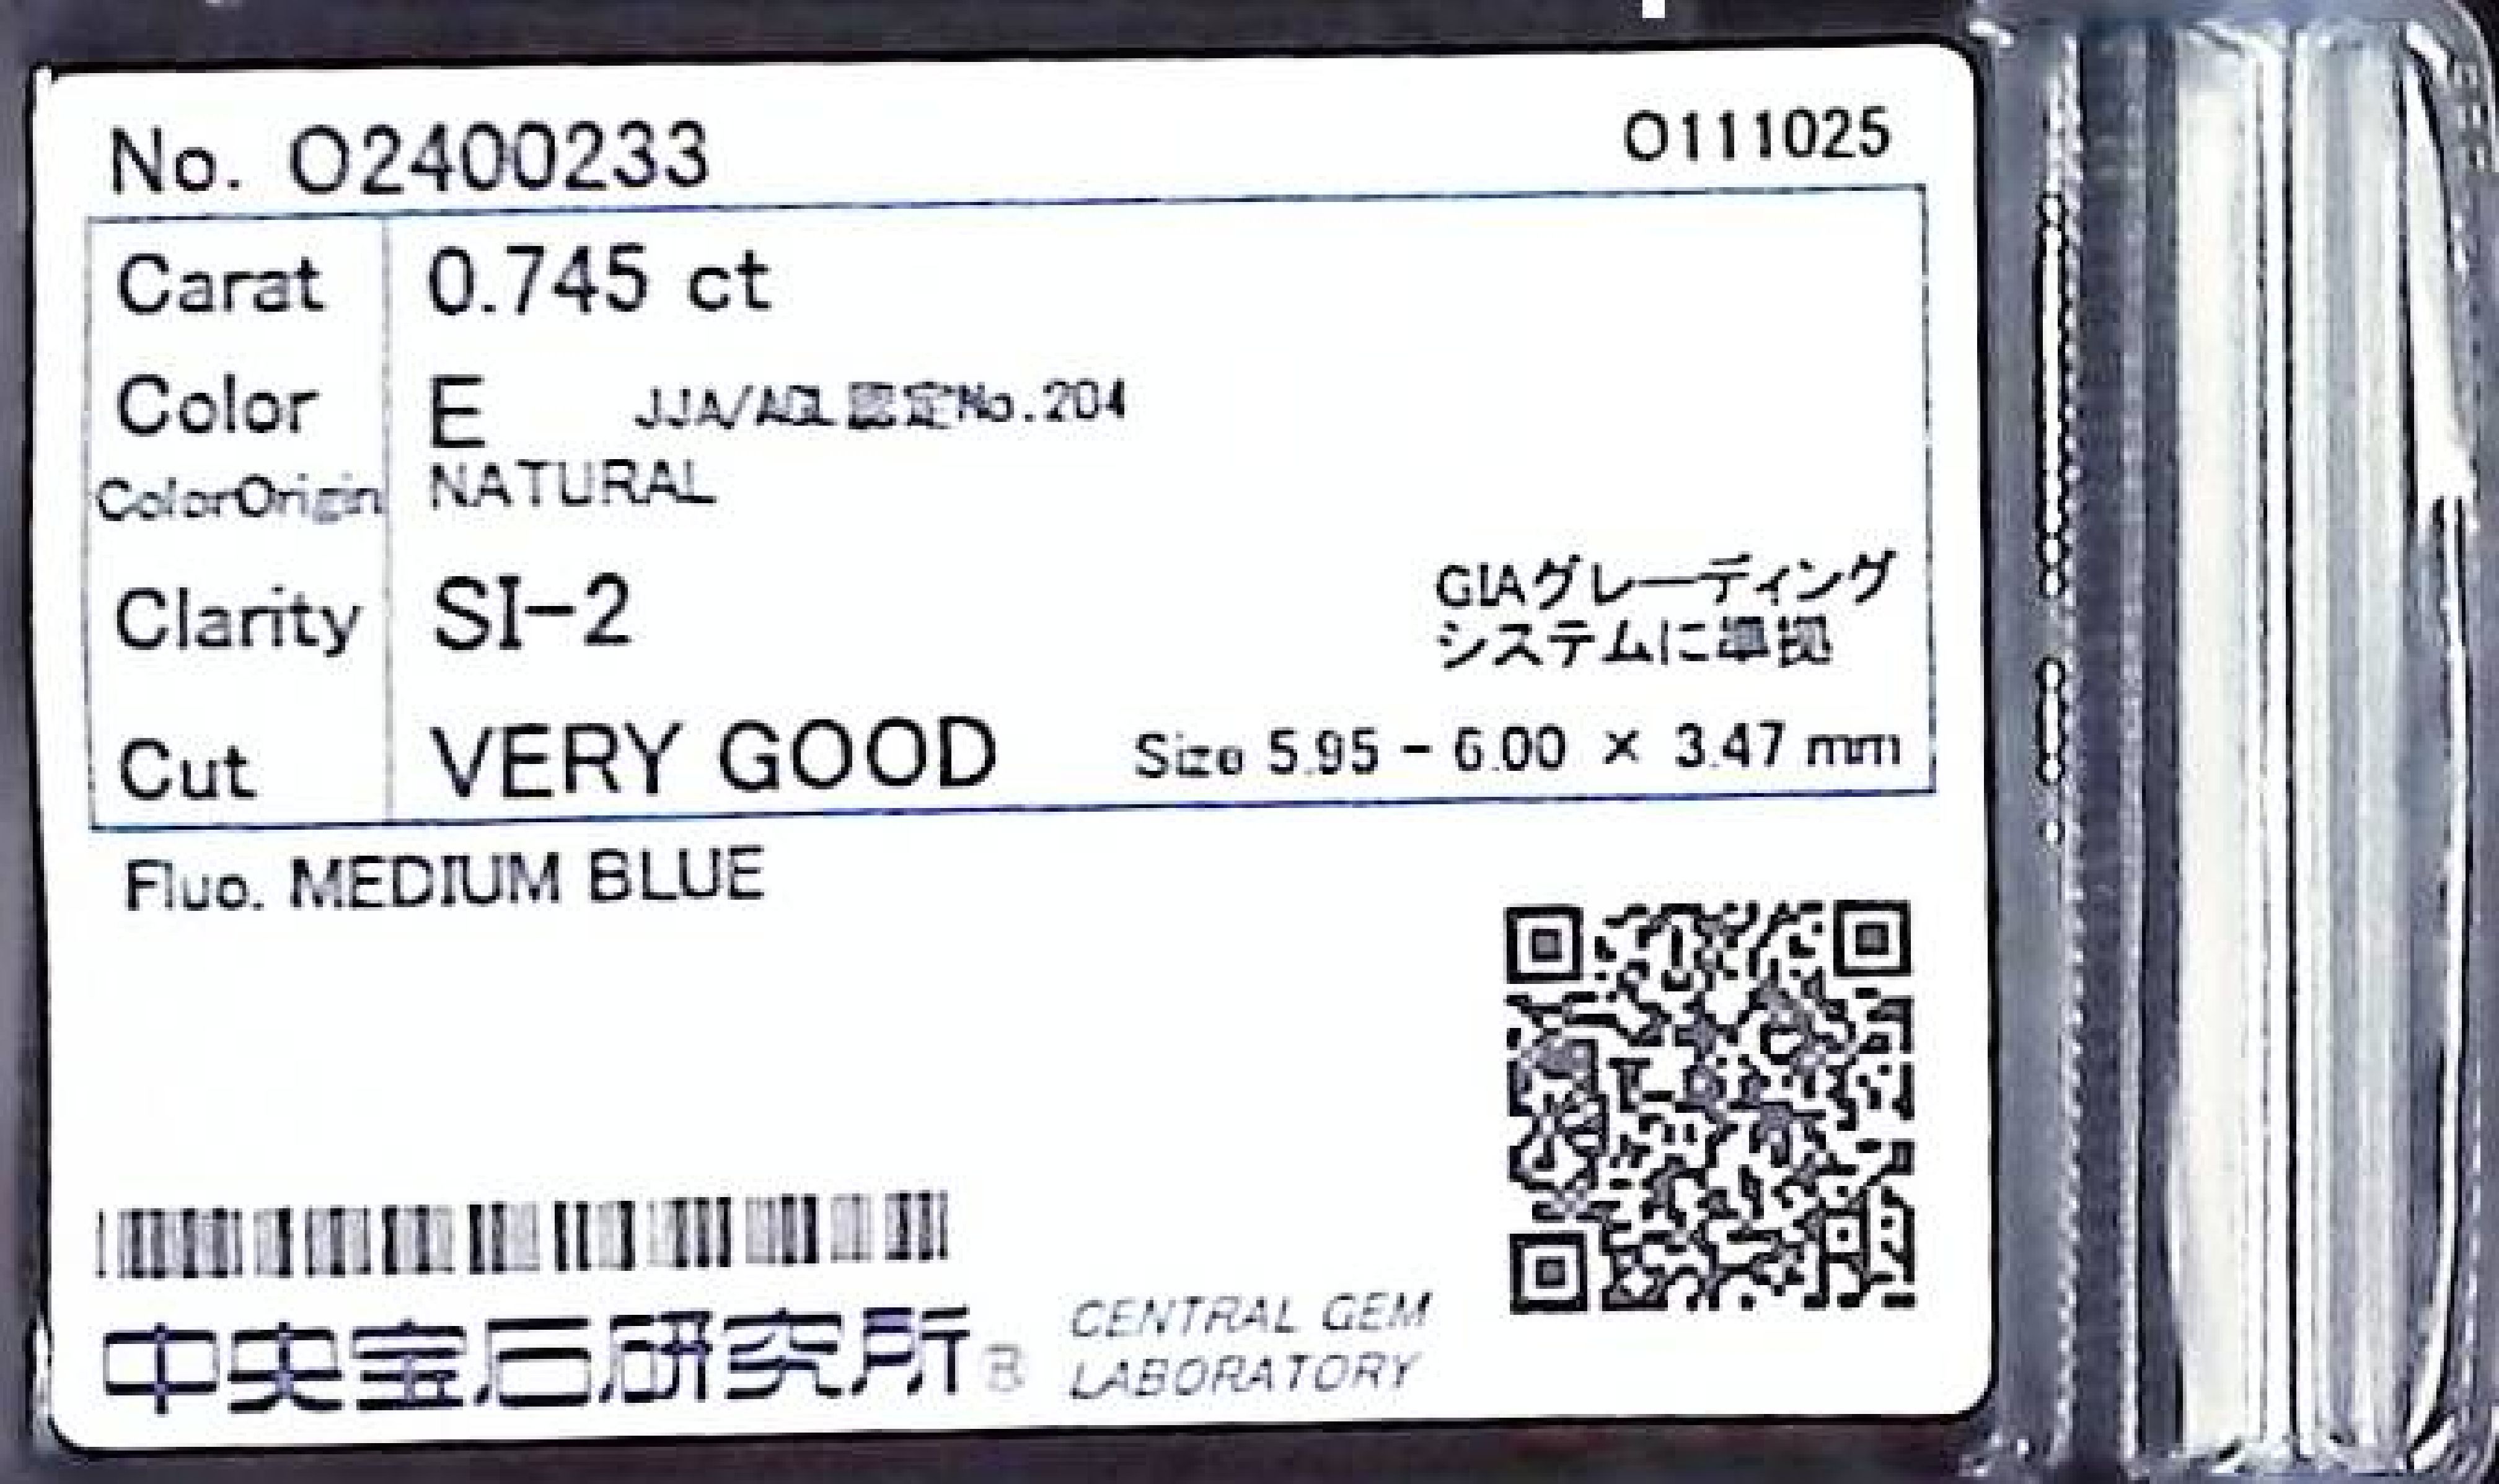 No. O2400233 O111025
Carat 0.745 ct
Color E JJA/AGL認定No.204
ColorOrigin NATURAL
Clarity SI-2 GIAグレーディング
システムに準拠
Cut VERY GOOD Size 5.95 - 6.00 × 3.47 mm
Fluo. MEDIUM BLUE
中央宝石研究所® CENTRAL GEM
LABORATORY